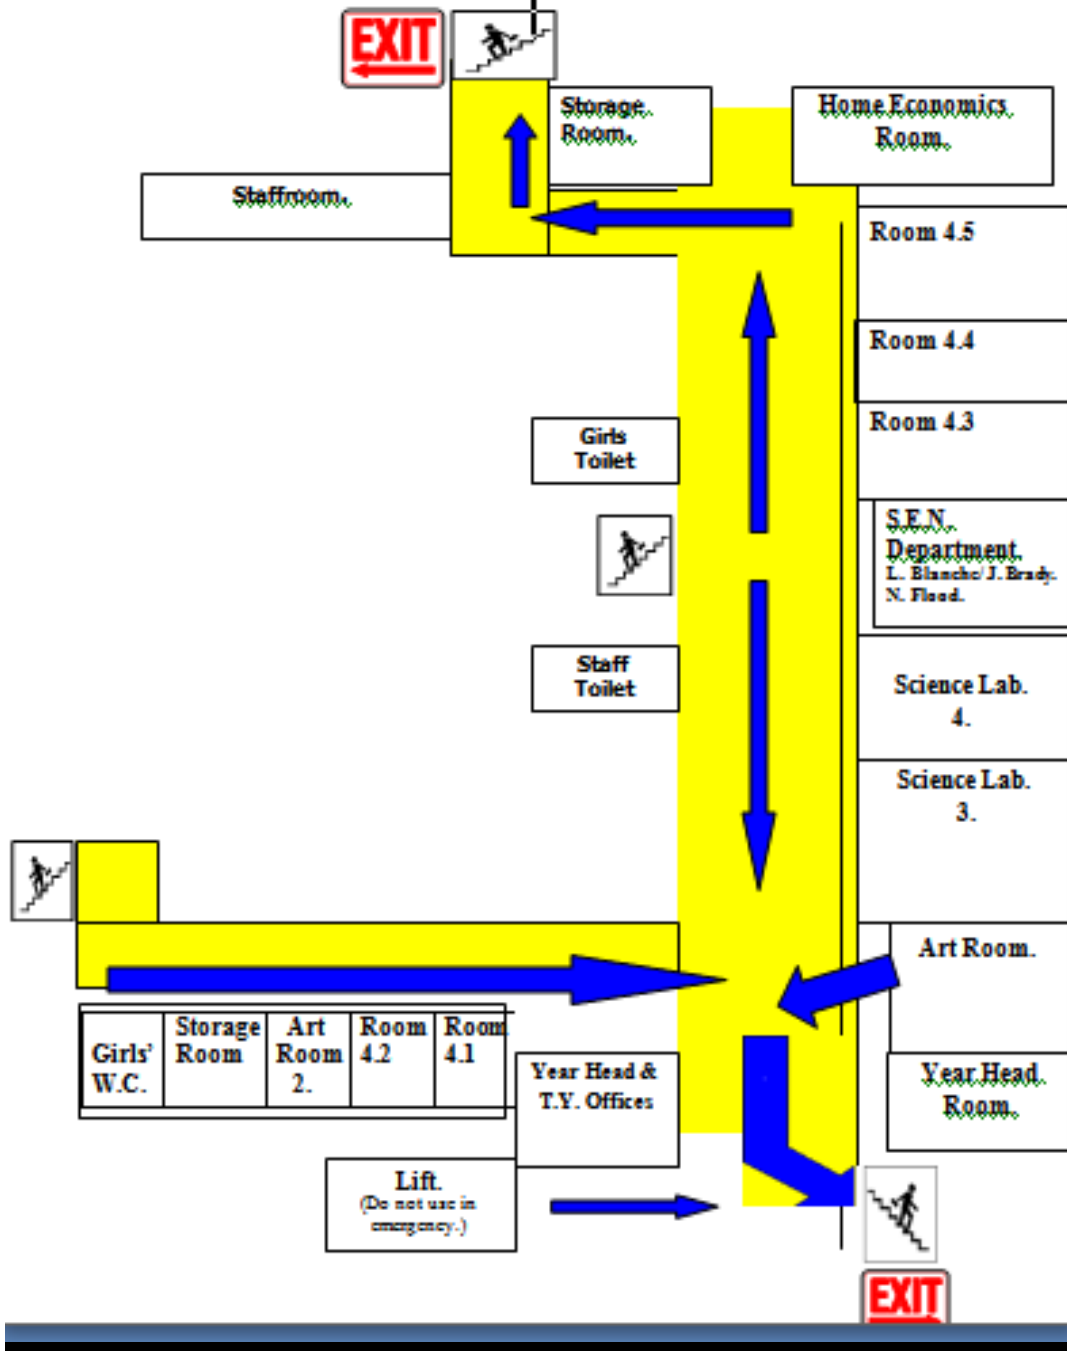 EXIT
Storage
Room.
Home Economics
Room.
Staffroom.
Room 4.5
Room 4.4
Room 4.3
Girls
Toilet
S.E.N.
Department.
L. Blanche/ J. Brady.
N. Flood.
Staff
Toilet
Science Lab.
4.
Science Lab.
3.
Art Room.
Girls'
W.C.
Storage
Room
Art
Room
2.
Room
4.2
Room
4.1
Year Head &
T.Y. Offices
Year Head
Room.
Lift.
(Do not use in
emergency.)
EXIT